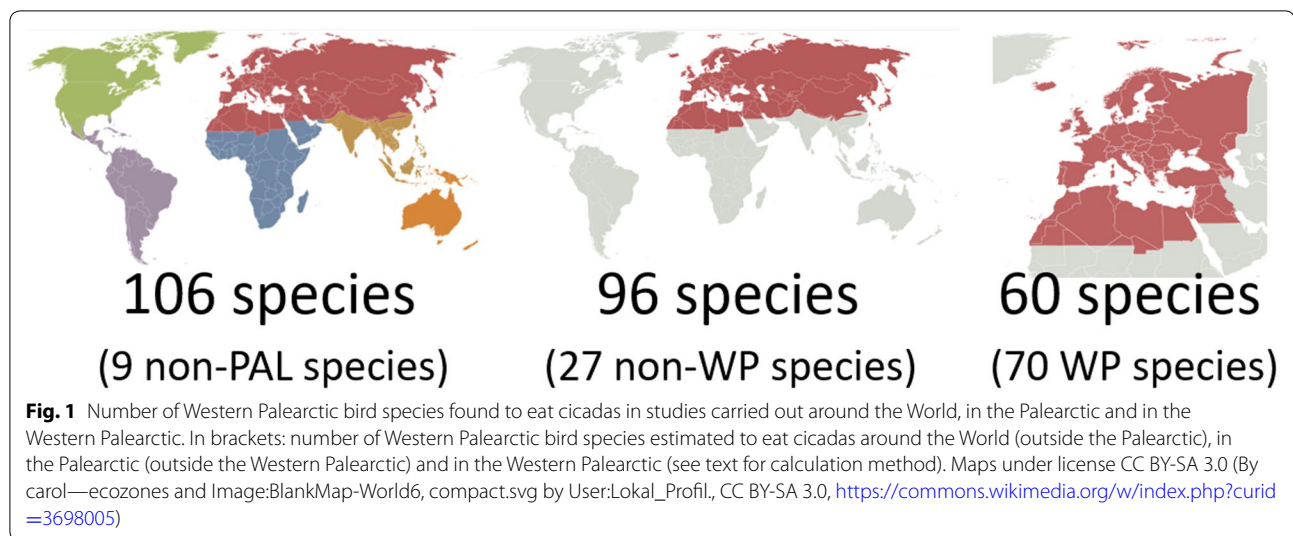 106 species
96 species
60 species
(9 non-PAL species)
(27 non-WP species)
(70 WP species)
Fig. 1 Number of Western Palearctic bird species found to eat cicadas in studies carried out around the World, in the Palearctic and in the
Western Palearctic. In brackets: number of Western Palearctic bird species estimated to eat cicadas around the World (outside the Palearctic), in
the Palearctic (outside the Western Palearctic) and in the Western Palearctic (see text for calculation method). Maps under license CC BY-SA 3.0 (By
carol—ecozones and Image:BlankMap-World6, compact.svg by User:Lokal_Profil., CC BY-SA 3.0, https://commons.wikimedia.org/w/index.php?curid
=3698005)